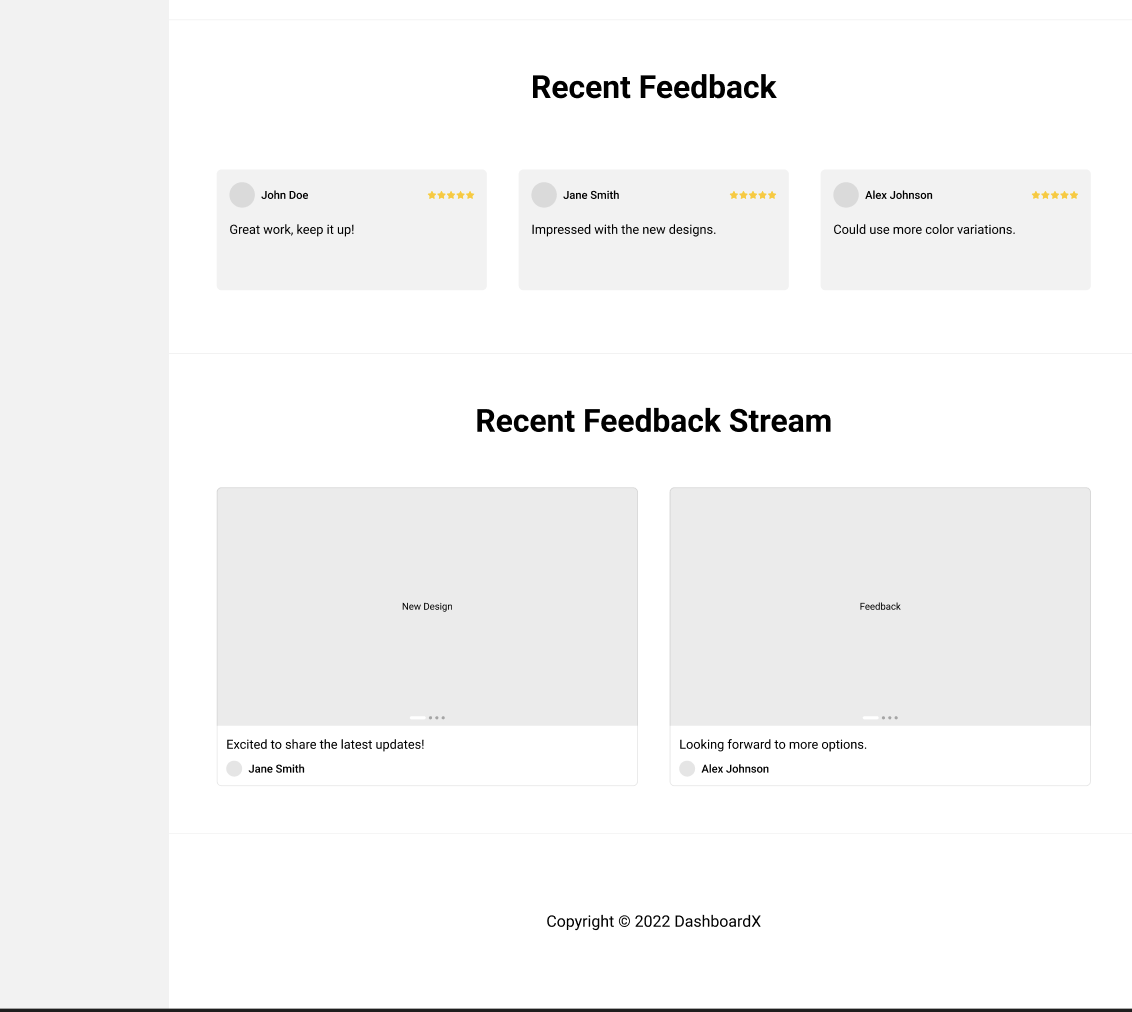 Recent Feedback
John Doe
Great work, keep it up!
Jane Smith
Impressed with the new designs.
Alex Johnson
Could use more color variations.
Recent Feedback Stream
New Design
Excited to share the latest updates!
Jane Smith
Feedback
Looking forward to more options.
Alex Johnson
Copyright © 2022 DashboardX